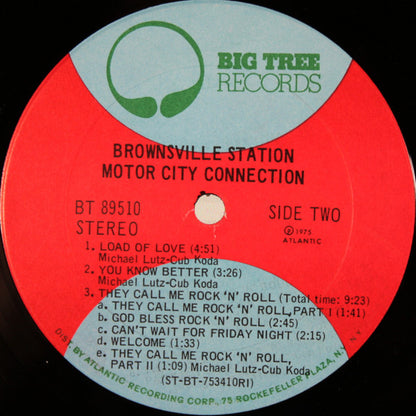 BIG TREE
RECORDS
BROWNSVILLE STATION
MOTOR CITY CONNECTION
BT 89510
STEREO
SIDE TWO
℗ 1975
ATLANTIC
1. LOAD OF LOVE (4:51)
Michael Lutz-Cub Koda
2. YOU KNOW BETTER (3:26)
Michael Lutz-Cub Koda
3. THEY CALL ME ROCK 'N' ROLL (Total time: 9:23)
a. THEY CALL ME ROCK 'N' ROLL, PART I (1:41)
b. GOD BLESS ROCK 'N' ROLL (2:45)
c. CAN'T WAIT FOR FRIDAY NIGHT (2:15)
d. WELCOME (1:33)
e. THEY CALL ME ROCK 'N' ROLL,
PART II (1:09) Michael Lutz-Cub Koda
(ST-BT-753410RI)
DIST. BY ATLANTIC RECORDING CORP., 75 ROCKEFELLER PLAZA, N.Y. N.Y.